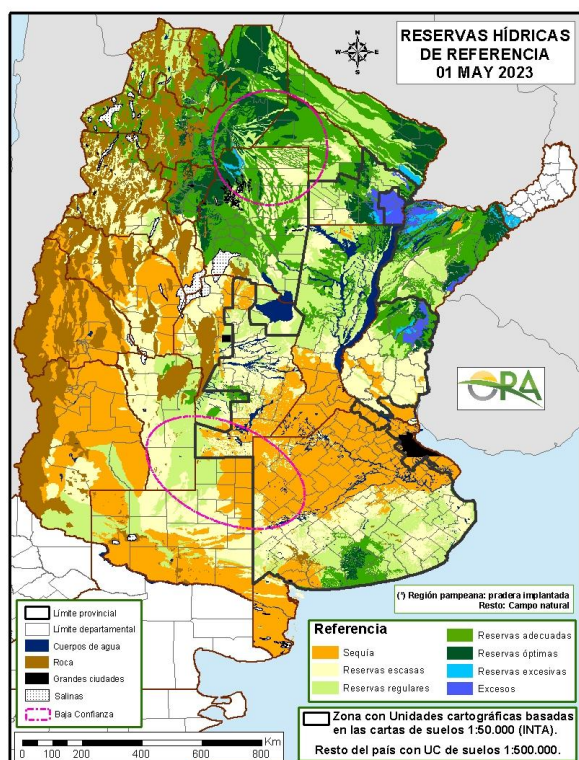 RESERVAS HÍDRICAS
DE REFERENCIA
01 MAY 2023
N
W
E
S
ORA
(*) Región pampeana: pradera implantada
Resto: Campo natural
Límite provincial
Límite departamental
Cuerpos de agua
Roca
Grandes ciudades
Salinas
Baja Confianza
Referencia
Sequía
Reservas escasas
Reservas regulares
Reservas adecuadas
Reservas óptimas
Reservas excesivas
Excesos
Zona con Unidades cartográficas basadas
en las cartas de suelos 1:50.000 (INTA).
Resto del país con UC de suelos 1:500.000.
0 100 200 400 600 800
Km